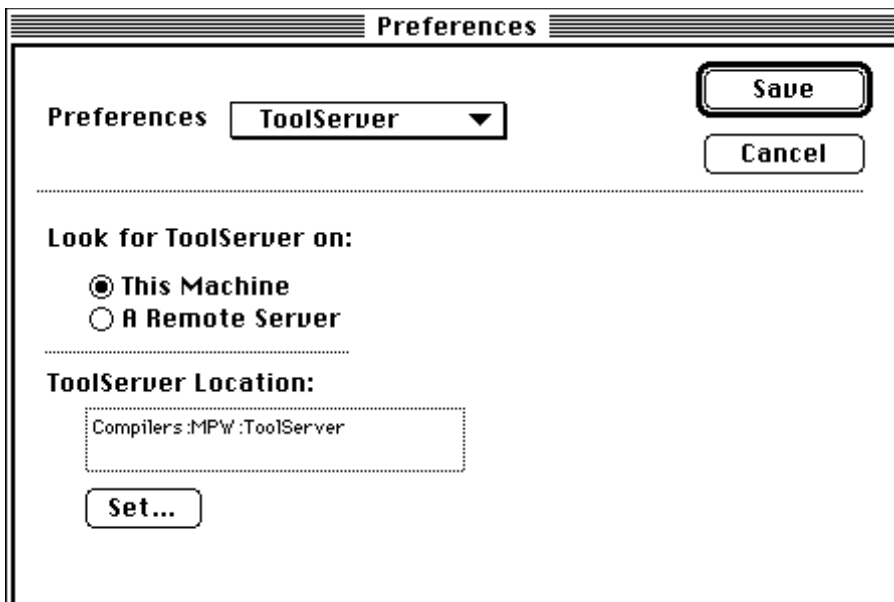 Preferences
Preferences ToolServer
Save
Cancel
Look for ToolServer on:
This Machine
A Remote Server
ToolServer Location:
Compilers:MPW:ToolServer
Set...